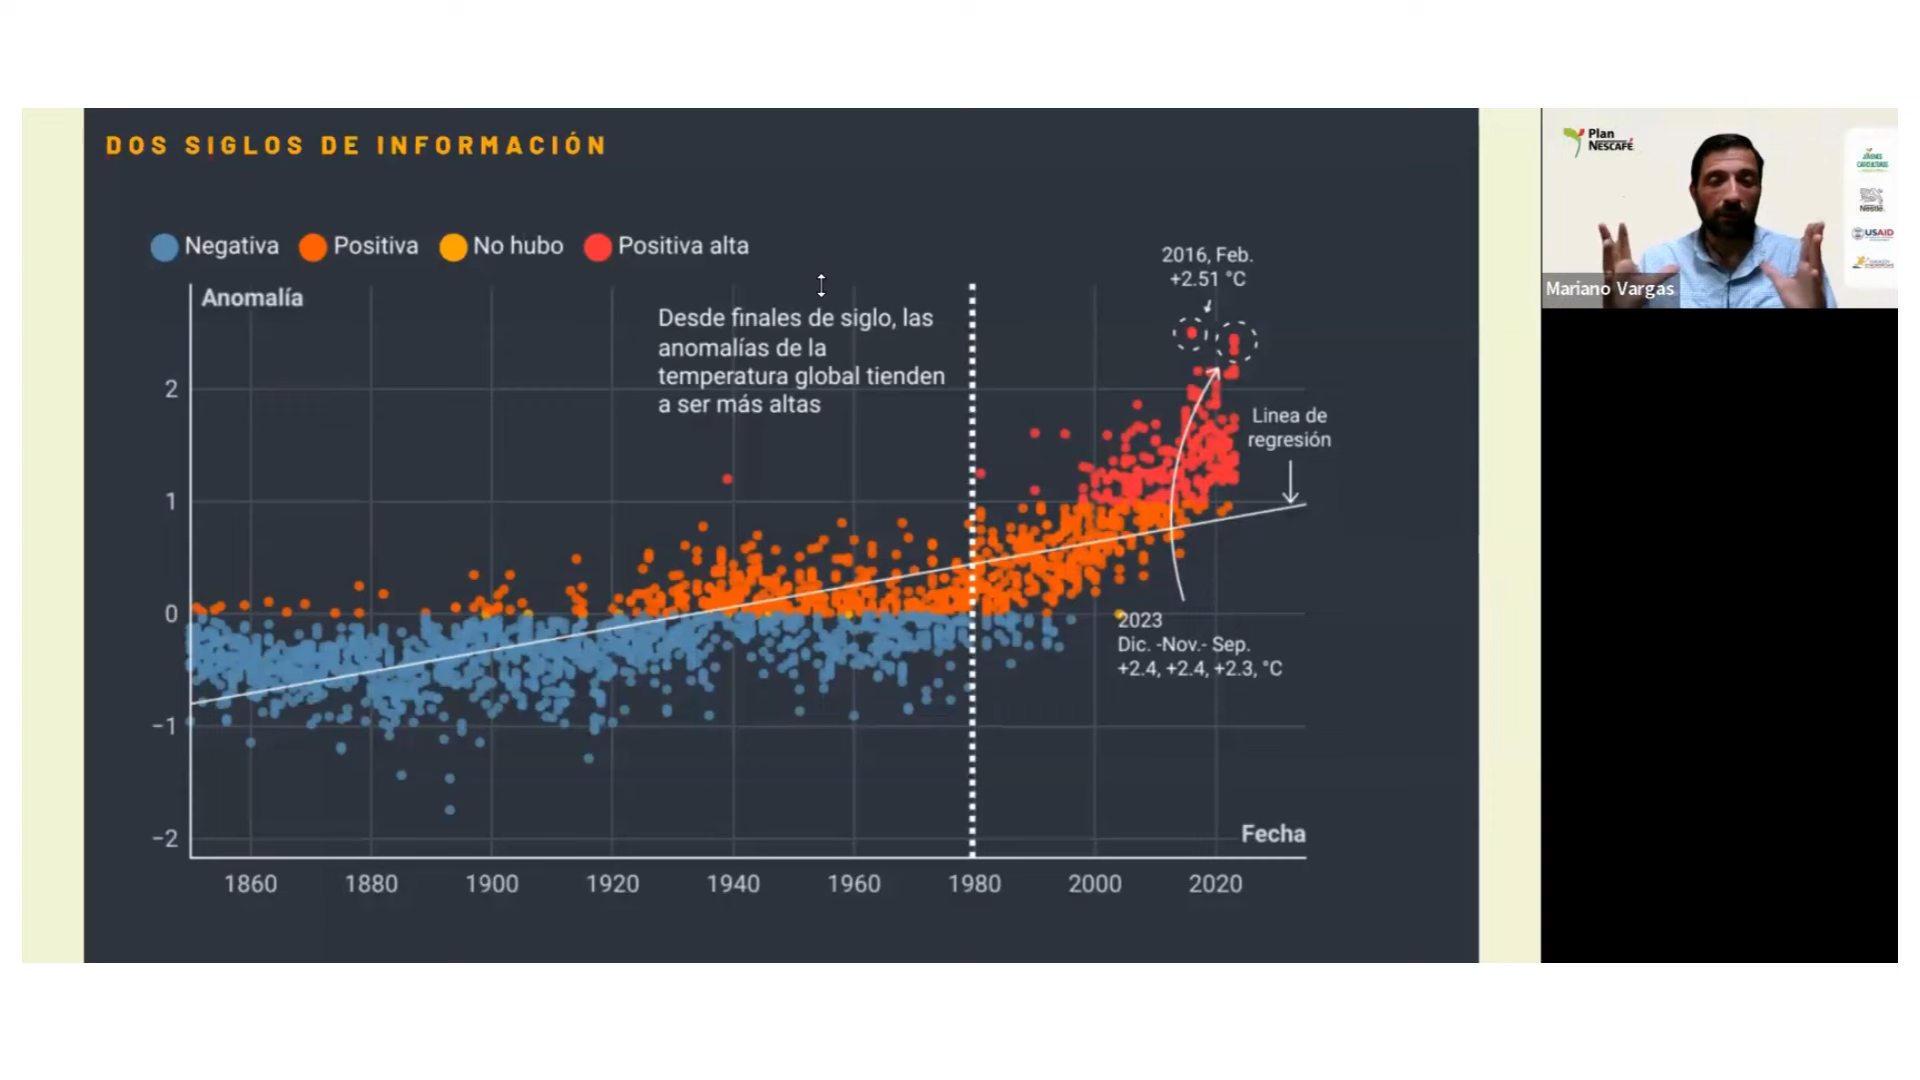 DOS SIGLOS DE INFORMACIÓN
Negativa
Positiva
No hubo
Positiva alta
Anomalía
Desde finales de siglo, las
anomalías de la
temperatura global tienden
a ser más altas
2016, Feb.
+2.51 °C
Linea de
regresión
2023
Dic. -Nov.- Sep.
+2.4, +2.4, +2.3, °C
2
1
0
−1
−2
Fecha
1860
1880
1900
1920
1940
1960
1980
2000
2020
Plan
NESCAFÉ
Nestlé
USAID
Mariano Vargas